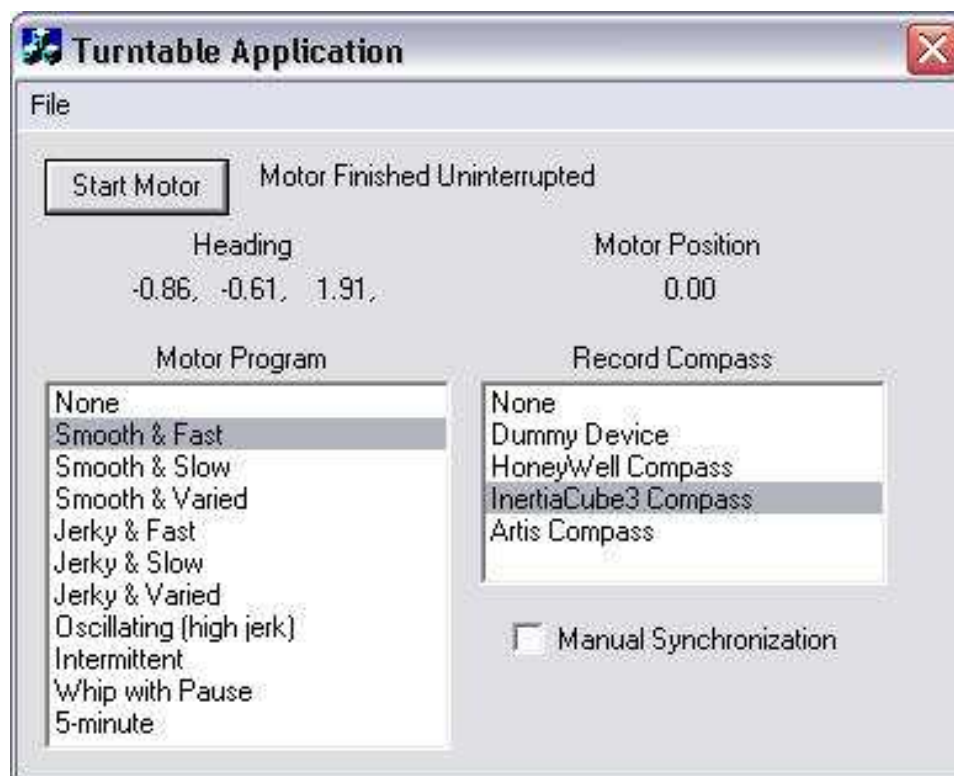 Turntable Application
File
Start Motor
Motor Finished Uninterrupted
Heading
-0.86, -0.61, 1.91,
Motor Position
0.00
Motor Program
None
Smooth & Fast
Smooth & Slow
Smooth & Varied
Jerky & Fast
Jerky & Slow
Jerky & Varied
Oscillating (high jerk)
Intermittent
Whip with Pause
5-minute
Record Compass
None
Dummy Device
HoneyWell Compass
InertiaCube3 Compass
Artis Compass
Manual Synchronization